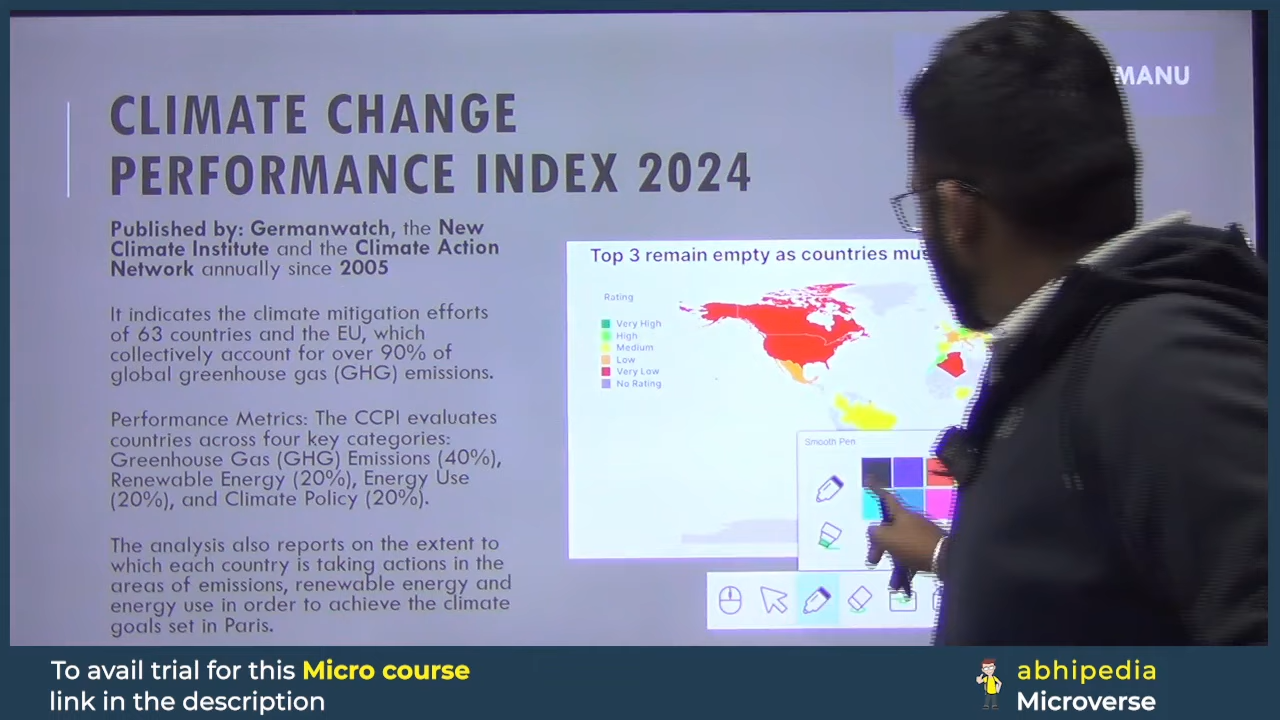 MANU
CLIMATE CHANGE
PERFORMANCE INDEX 2024
Published by: Germanwatch, the New
Climate Institute and the Climate Action
Network annually since 2005
It indicates the climate mitigation efforts
of 63 countries and the EU, which
collectively account for over 90% of
global greenhouse gas (GHG) emissions.
Performance Metrics: The CCPI evaluates
countries across four key categories:
Greenhouse Gas (GHG) Emissions (40%),
Renewable Energy (20%), Energy Use
(20%), and Climate Policy (20%).
The analysis also reports on the extent to
which each country is taking actions in the
areas of emissions, renewable energy and
energy use in order to achieve the climate
goals set in Paris.
Top 3 remain empty as countries
Rating
Very High
High
Medium
Low
Very Low
No Rating
Smooth Pen
To avail trial for this Micro course
link in the description
abhipedia
Microverse